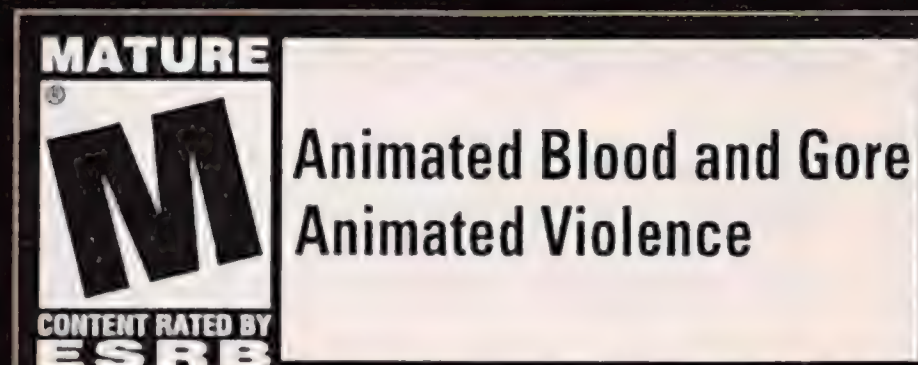 MATURE
®
M
CONTENT RATED BY
ESRB
Animated Blood and Gore
Animated Violence